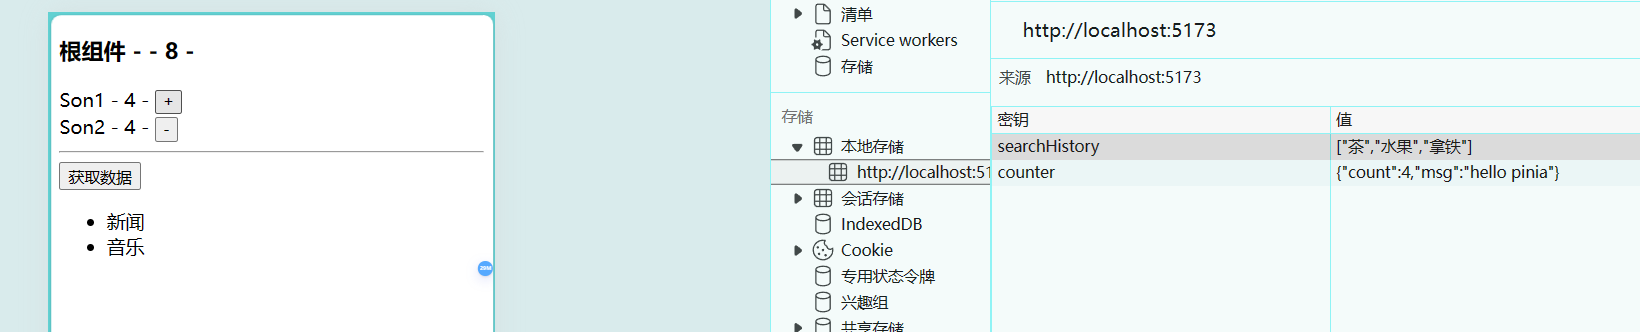 根组件 - - 8 -
Son1 - 4 - +
Son2 - 4 - -
获取数据
新闻
音乐
清单
Service workers
存储
存储
本地存储
http://localhost:51
会话存储
IndexedDB
Cookie
专用状态令牌
兴趣组
共享存储
http://localhost:5173
来源 http://localhost:5173
密钥 值
searchHistory ["茶","水果","拿铁"]
counter {"count":4,"msg":"hello pinia"}